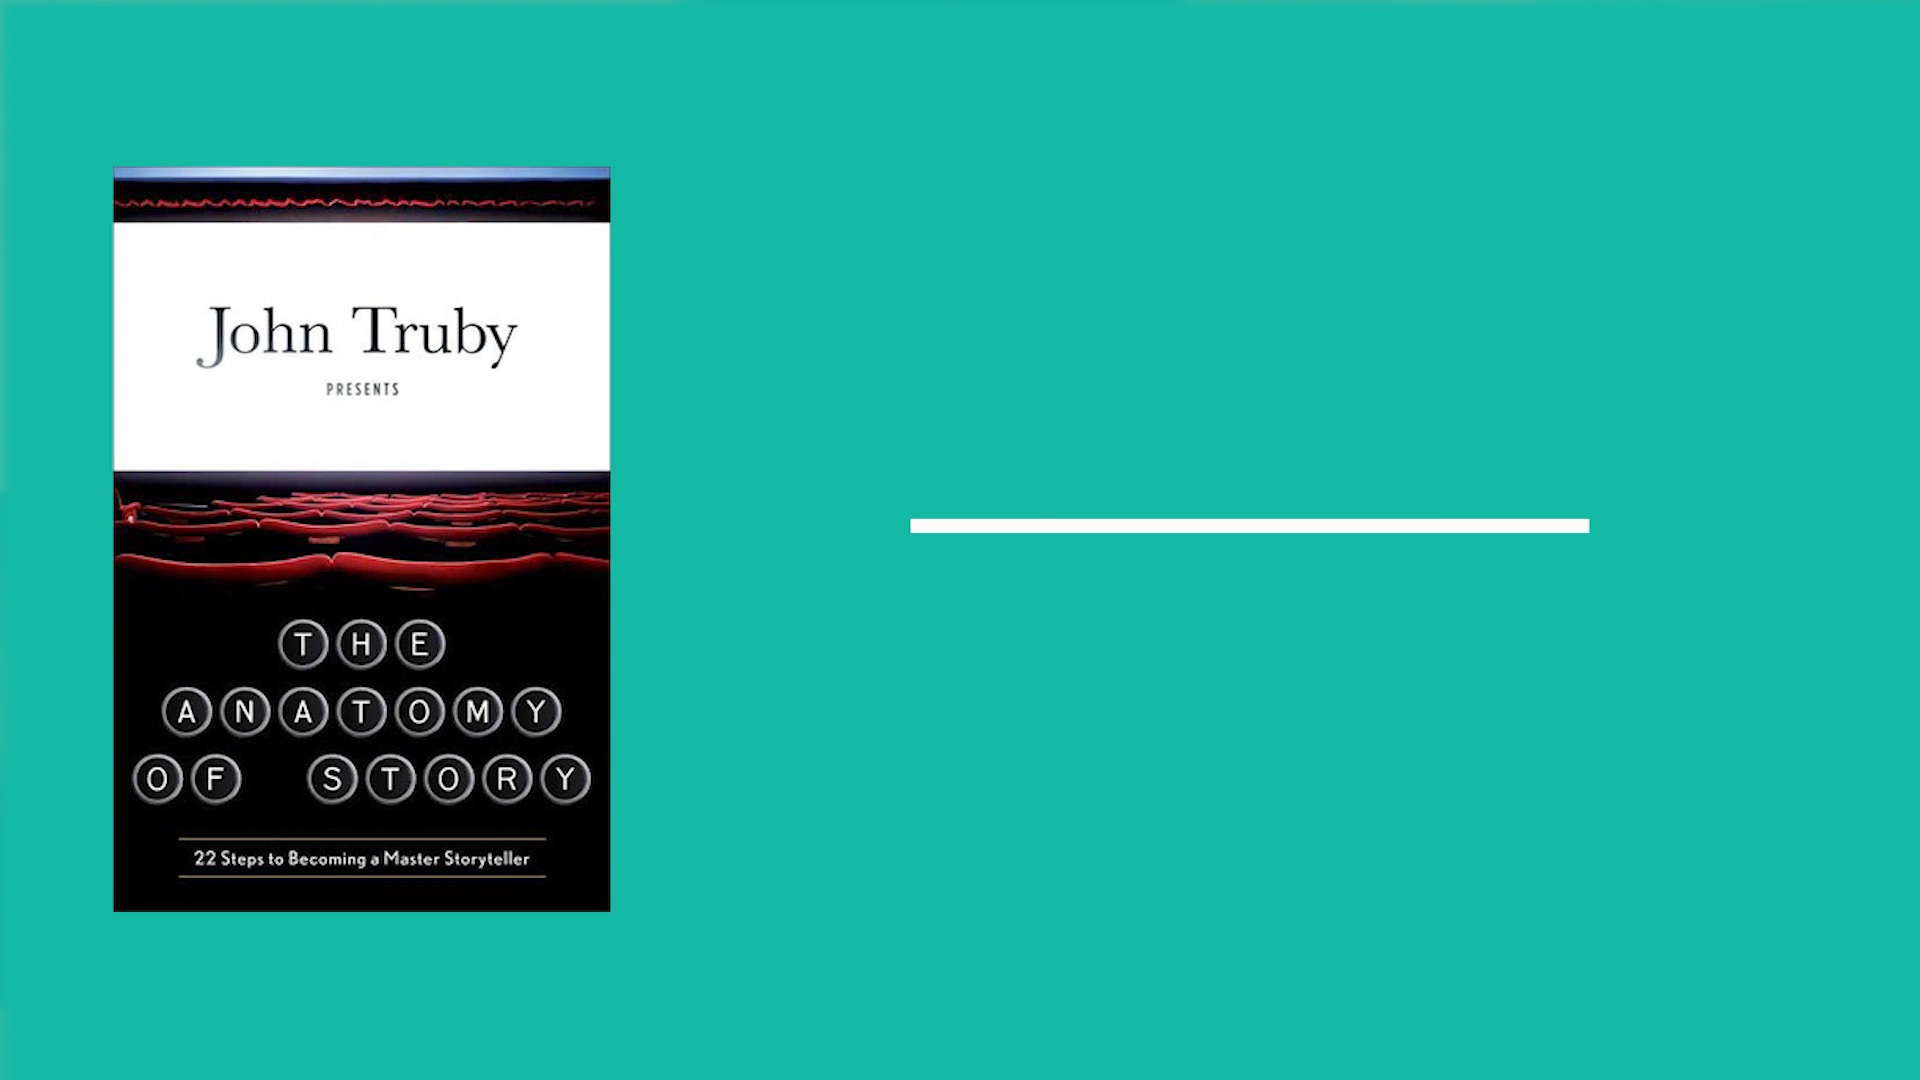 John Truby
PRESENTS
THE
ANATOMY
OF STORY
22 Steps to Becoming a Master Storyteller